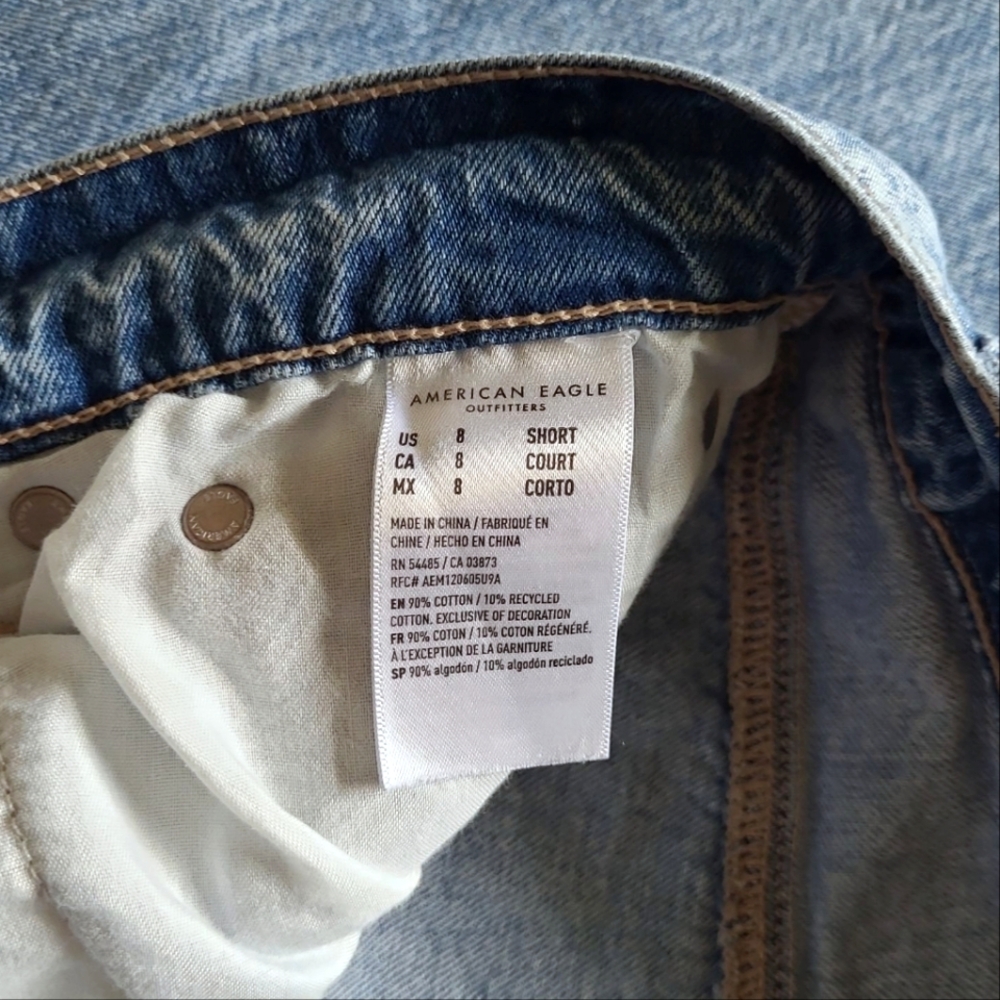 AMERICAN EAGLE
OUTFITTERS
US 8 SHORT
CA 8 COURT
MX 8 CORTO
MADE IN CHINA / FABRIQUÉ EN
CHINE / HECHO EN CHINA
RN 54485 / CA 03873
RFC# AEM120605U9A
EN 90% COTTON / 10% RECYCLED
COTTON. EXCLUSIVE OF DECORATION
FR 90% COTON / 10% COTON RÉGÉNÉRÉ.
À L'EXCEPTION DE LA GARNITURE
SP 90% algodón / 10% algodón reciclado